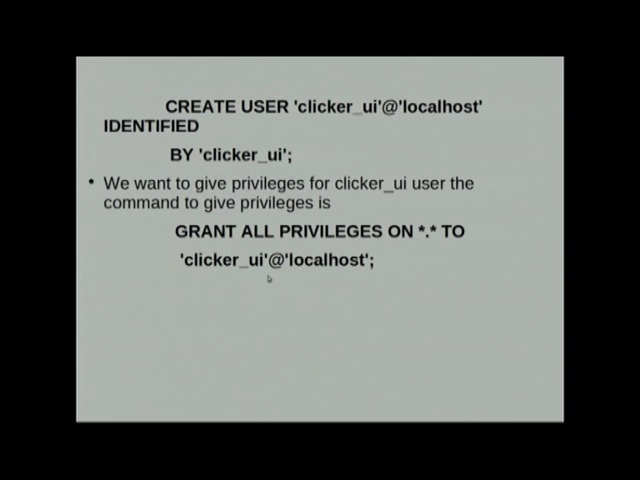 CREATE USER 'clicker_ui'@'localhost'
IDENTIFIED
BY 'clicker_ui';
• We want to give privileges for clicker_ui user the
command to give privileges is
GRANT ALL PRIVILEGES ON *.* TO
'clicker_ui'@'localhost';